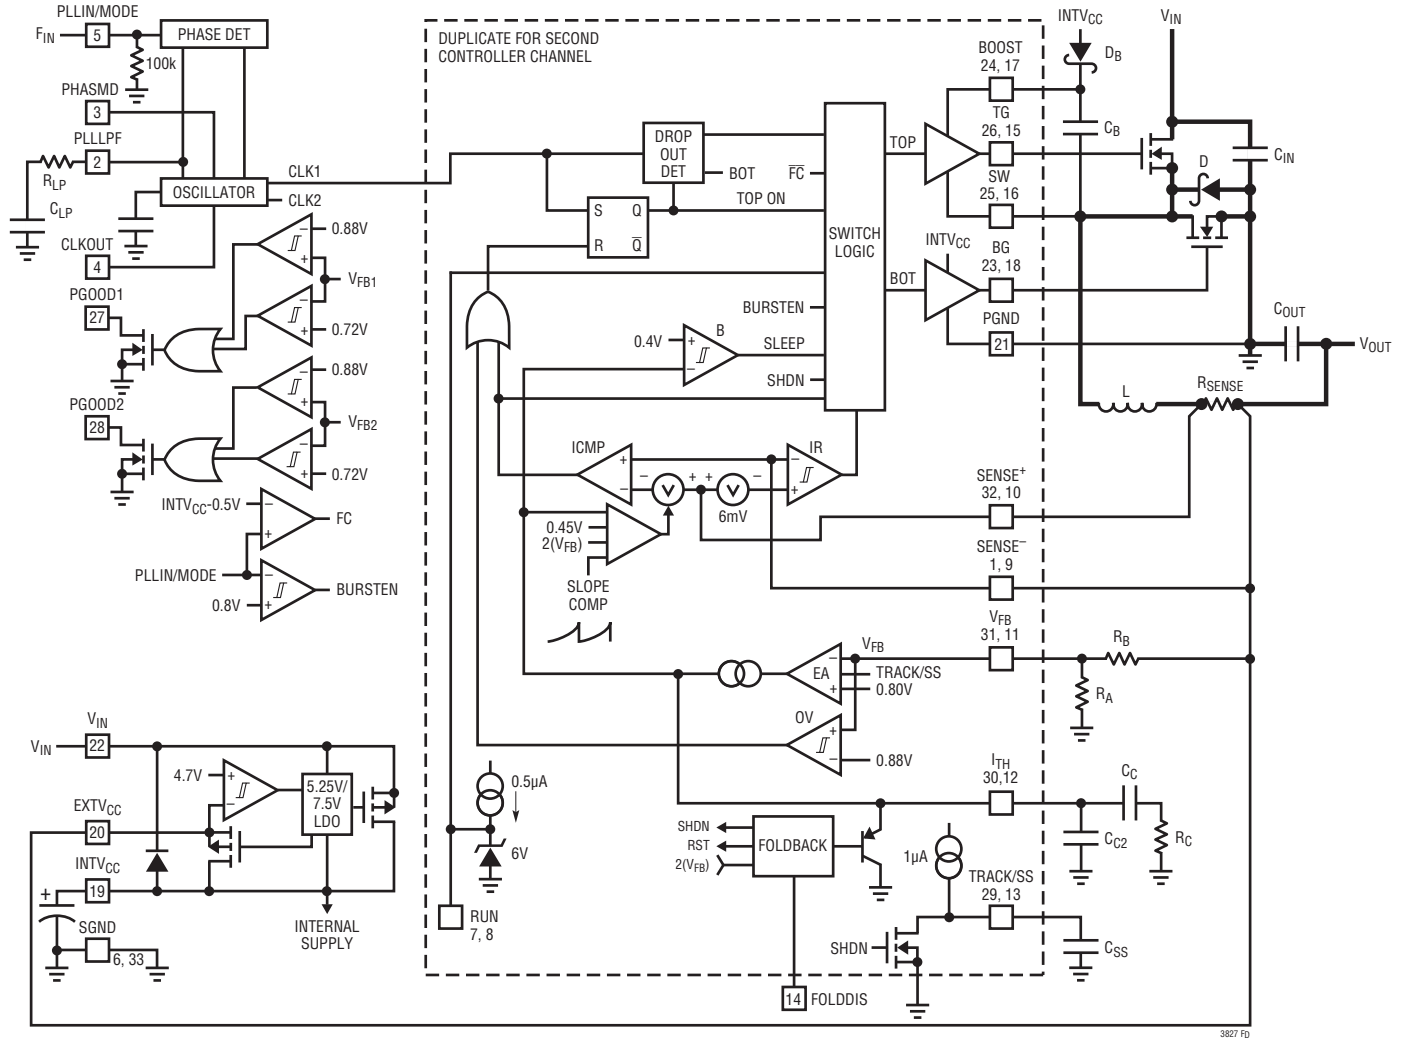 PLLIN/MODE
FIN
5
PHASE DET
100k
PHASMD
3
PLLLPF
2
RLP
CLP
OSCILLATOR
CLK1
CLK2
CLKOUT
4
0.88V
–
+
VFB1
–
+
0.72V
PGOOD1
27
0.88V
–
+
VFB2
–
+
0.72V
PGOOD2
28
INTVCC-0.5V
–
+
FC
PLLIN/MODE
–
+
BURSTEN
0.8V
VIN
VIN
22
4.7V
+
–
5.25V/
7.5V
LDO
EXTVCC
20
INTVCC
19
+
SGND
6, 33
INTERNAL
SUPPLY
DUPLICATE FOR SECOND
CONTROLLER CHANNEL
DROP
OUT
DET
BOT
FC
TOP ON
S
Q
R
Q
SWITCH
LOGIC
TOP
BOT
INTVCC
BURSTEN
0.4V
+
–
B
SLEEP
SHDN
ICMP
+
–
–
+
+
–
6mV
IR
–
+
0.45V
2(VFB)
SLOPE
COMP
VFB
EA
–
+
TRACK/SS
0.80V
OV
+
–
0.88V
0.5µA
6V
RUN
7, 8
SHDN
RST
2(VFB)
FOLDBACK
1µA
SHDN
14
FOLDDIS
BOOST
24, 17
TG
26, 15
SW
25, 16
BG
23, 18
PGND
21
SENSE+
32, 10
SENSE–
1, 9
VFB
31, 11
ITH
30,12
TRACK/SS
29, 13
INTVCC
VIN
DB
CB
D
CIN
COUT
VOUT
L
RSENSE
RB
RA
CC
CC2
RC
CSS
3827 FD